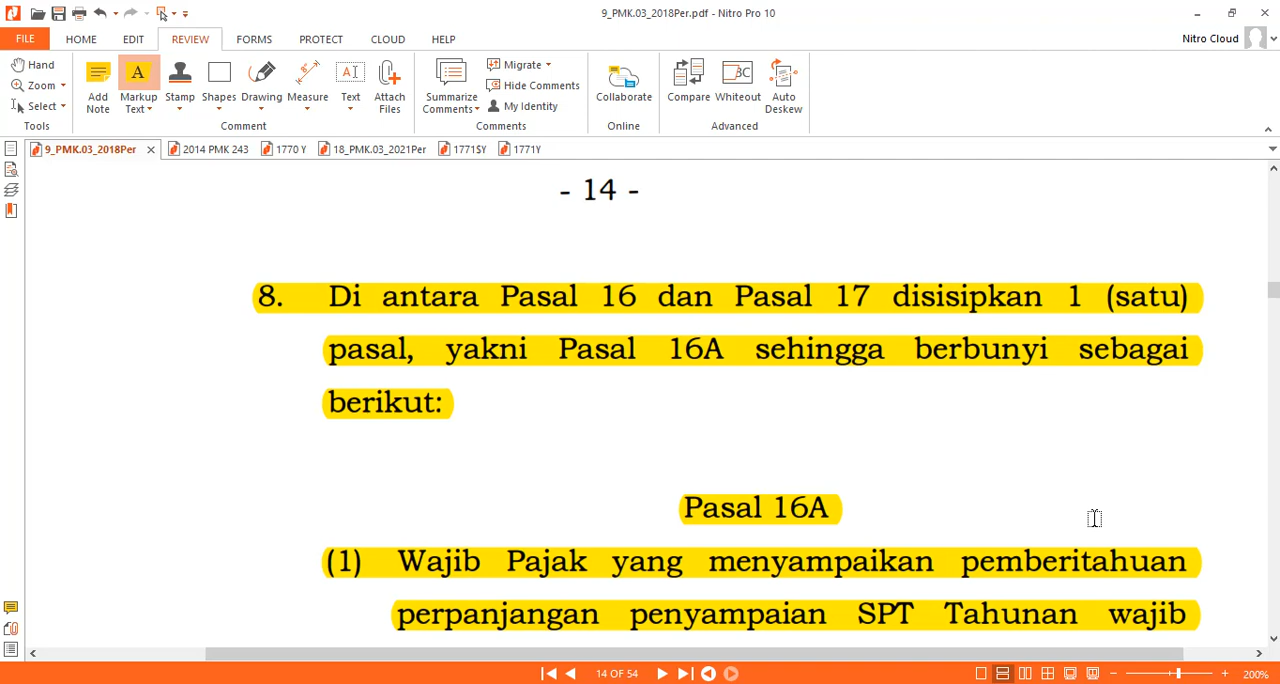 9_PMK.03_2018Per.pdf - Nitro Pro 10
FILE HOME EDIT REVIEW FORMS PROTECT CLOUD HELP Nitro Cloud
Hand
Zoom
Select
Tools
Add Note
Markup Text
Stamp
Shapes
Drawing
Measure
Text
Attach Files
Comment
Summarize Comments
Migrate
Hide Comments
My Identity
Comments
Collaborate
Online
Compare
Whiteout
Auto Deskew
Advanced
9_PMK.03_2018Per 2014 PMK 243 1770 Y 18_PMK.03_2021Per 1771$Y 1771Y
- 14 -
8. Di antara Pasal 16 dan Pasal 17 disisipkan 1 (satu)
pasal, yakni Pasal 16A sehingga berbunyi sebagai
berikut:
Pasal 16A
(1) Wajib Pajak yang menyampaikan pemberitahuan
perpanjangan penyampaian SPT Tahunan wajib
14 OF 54
200%